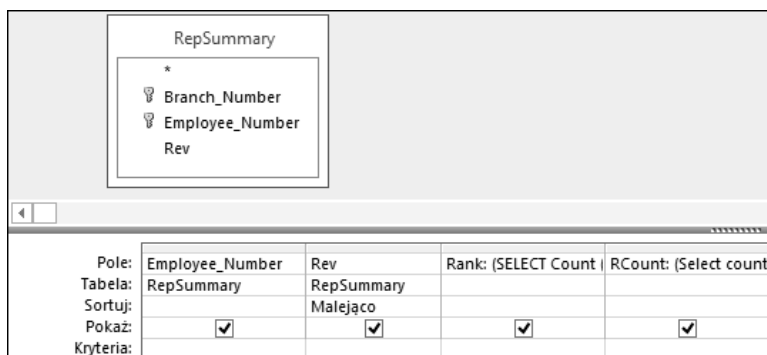 RepSummary
*
Branch_Number
Employee_Number
Rev
Pole: Employee_Number Rev Rank: (SELECT Count ( RCount: (Select count
Tabela: RepSummary RepSummary
Sortuj: Malejąco
Pokaż:
Kryteria: